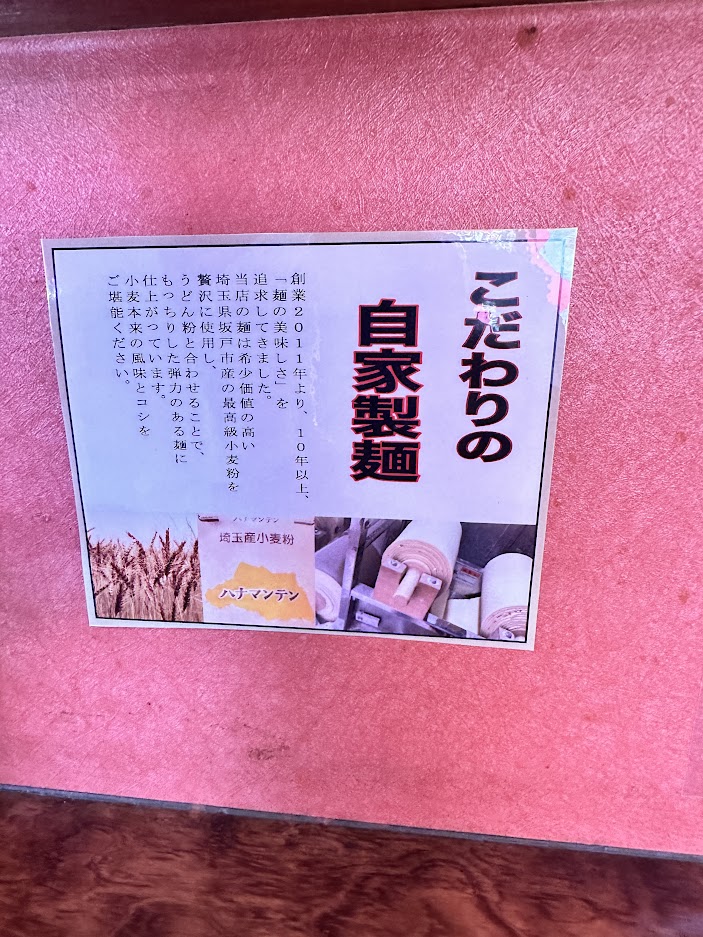 こだわりの
自家製麺
創業2011年より、10年以上、
「麺の美味しさ」を
追求してきました。
当店の麺は希少価値の高い
埼玉県坂戸市産の最高級小麦粉を
贅沢に使用し、
うどん粉と合わせることで、
もっちりした弾力のある麺に
仕上がっています。
小麦本来の風味とコシを
ご堪能ください。
ハナマンテン
埼玉産小麦粉
ハナマンテン